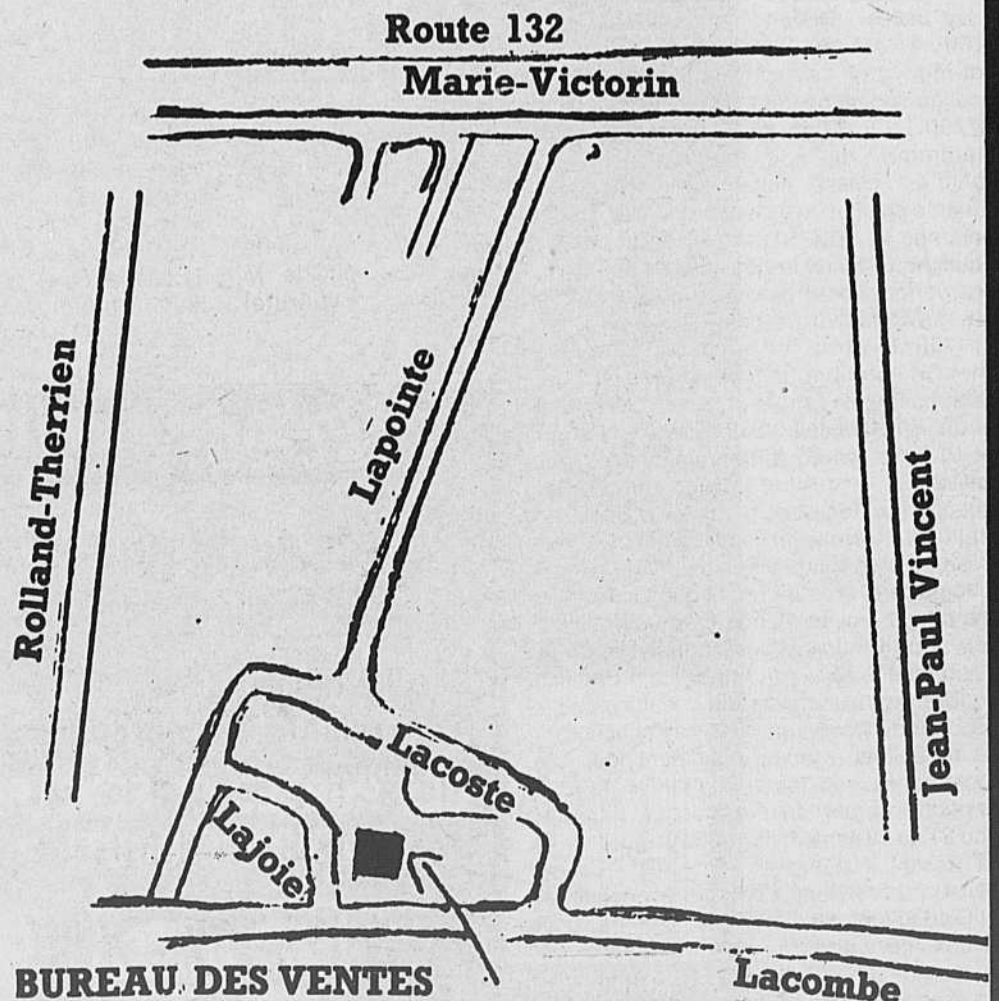 Route 132
Marie-Victorin
Rolland-Therrien
Lapointe
Jean-Paul Vincent
Lacoste
Lajoie
BUREAU DES VENTES
Lacombe